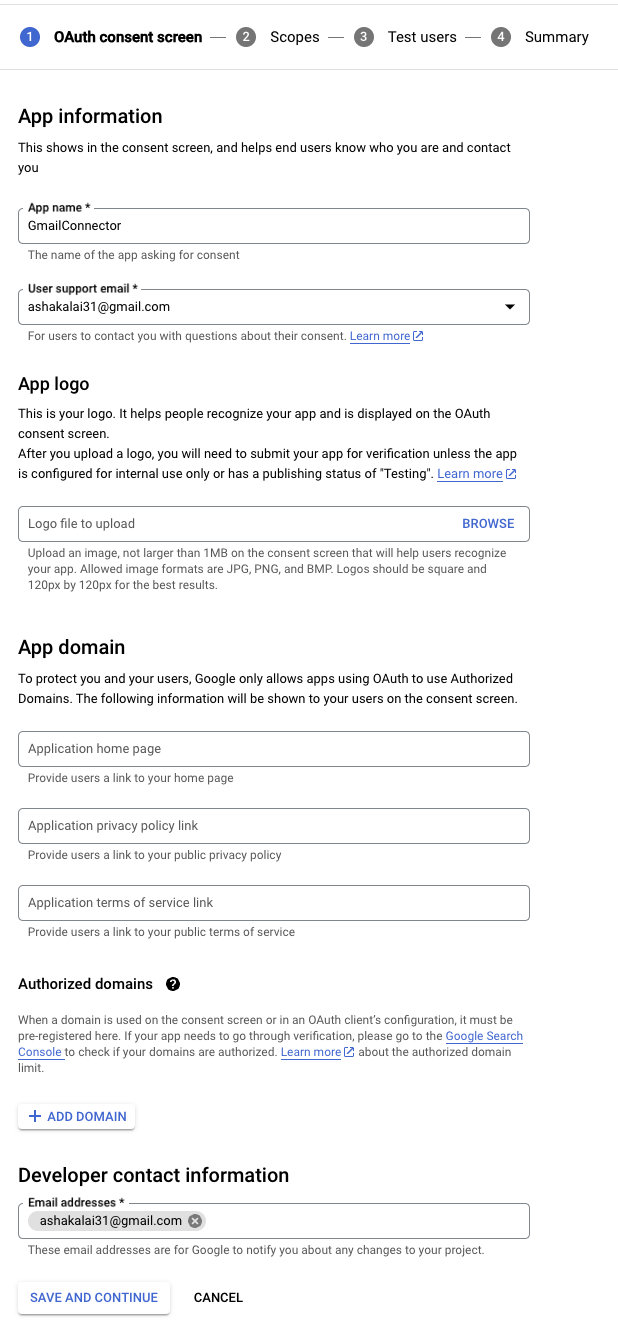 1 OAuth consent screen — 2 Scopes — 3 Test users — 4 Summary
App information
This shows in the consent screen, and helps end users know who you are and contact
you
App name *
GmailConnector
The name of the app asking for consent
User support email *
ashakalai31@gmail.com
For users to contact you with questions about their consent. Learn more
App logo
This is your logo. It helps people recognize your app and is displayed on the OAuth
consent screen.
After you upload a logo, you will need to submit your app for verification unless the app
is configured for internal use only or has a publishing status of "Testing". Learn more
Logo file to upload BROWSE
Upload an image, not larger than 1MB on the consent screen that will help users recognize
your app. Allowed image formats are JPG, PNG, and BMP. Logos should be square and
120px by 120px for the best results.
App domain
To protect you and your users, Google only allows apps using OAuth to use Authorized
Domains. The following information will be shown to your users on the consent screen.
Application home page
Provide users a link to your home page
Application privacy policy link
Provide users a link to your public privacy policy
Application terms of service link
Provide users a link to your public terms of service
Authorized domains ?
When a domain is used on the consent screen or in an OAuth client's configuration, it must be
pre-registered here. If your app needs to go through verification, please go to the Google Search
Console to check if your domains are authorized. Learn more about the authorized domain
limit.
+ ADD DOMAIN
Developer contact information
Email addresses *
ashakalai31@gmail.com
These email addresses are for Google to notify you about any changes to your project.
SAVE AND CONTINUE CANCEL